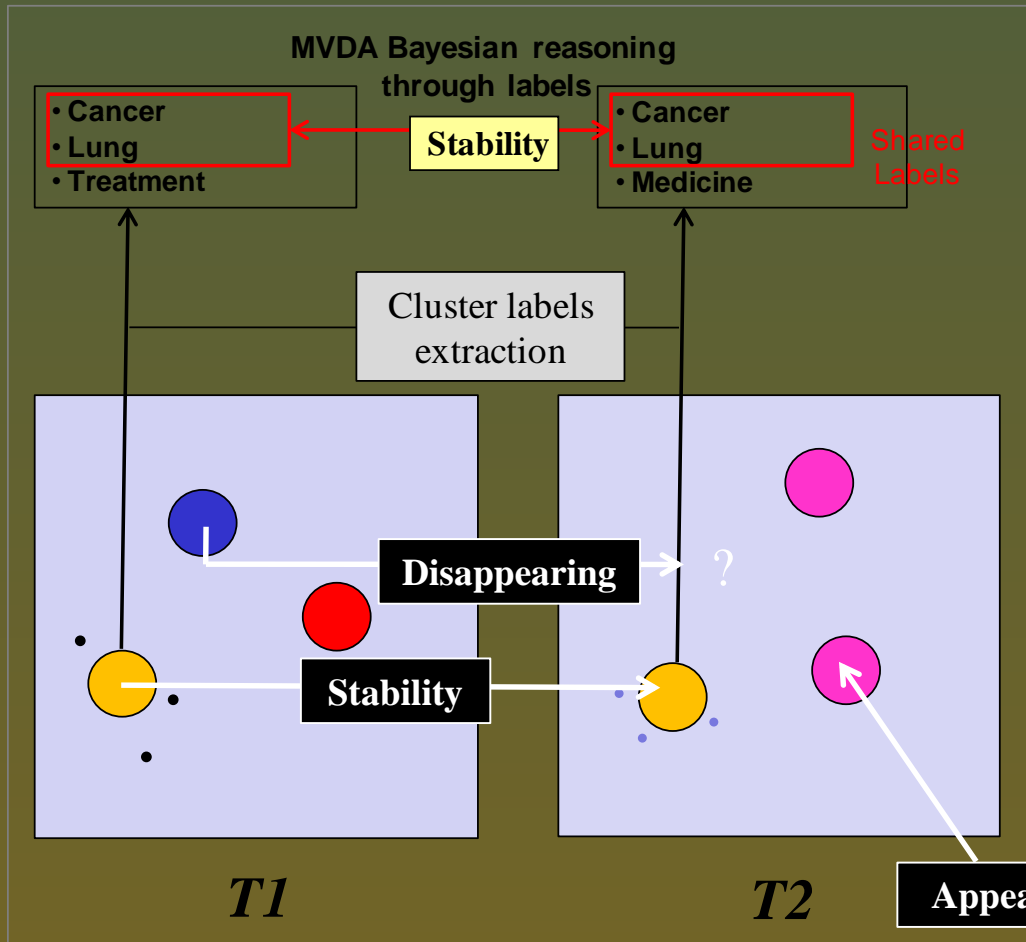 MVDA Bayesian reasoning
through labels
• Cancer
• Lung
• Treatment
Stability
• Cancer
• Lung
• Medicine
Shared
Labels
Cluster labels
extraction
Disappearing
?
Stability
T1
T2
Appea